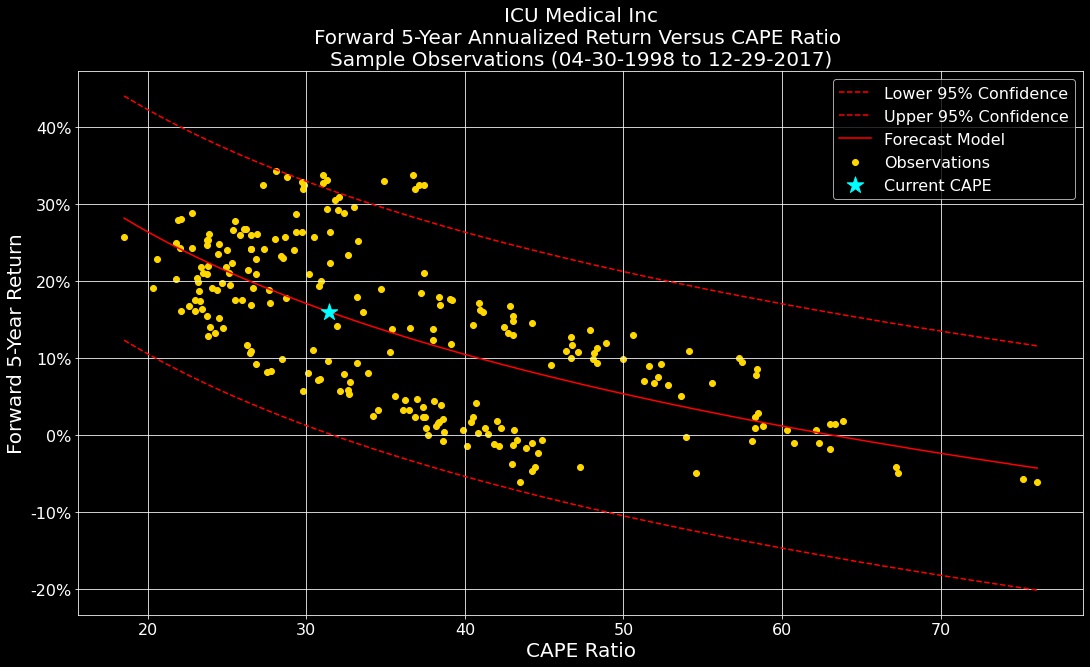 ICU Medical Inc
Forward 5-Year Annualized Return Versus CAPE Ratio
Sample Observations (04-30-1998 to 12-29-2017)
Lower 95% Confidence
Upper 95% Confidence
Forecast Model
Observations
Current CAPE
Forward 5-Year Return
40%
30%
20%
10%
0%
-10%
-20%
20 30 40 50 60 70
CAPE Ratio